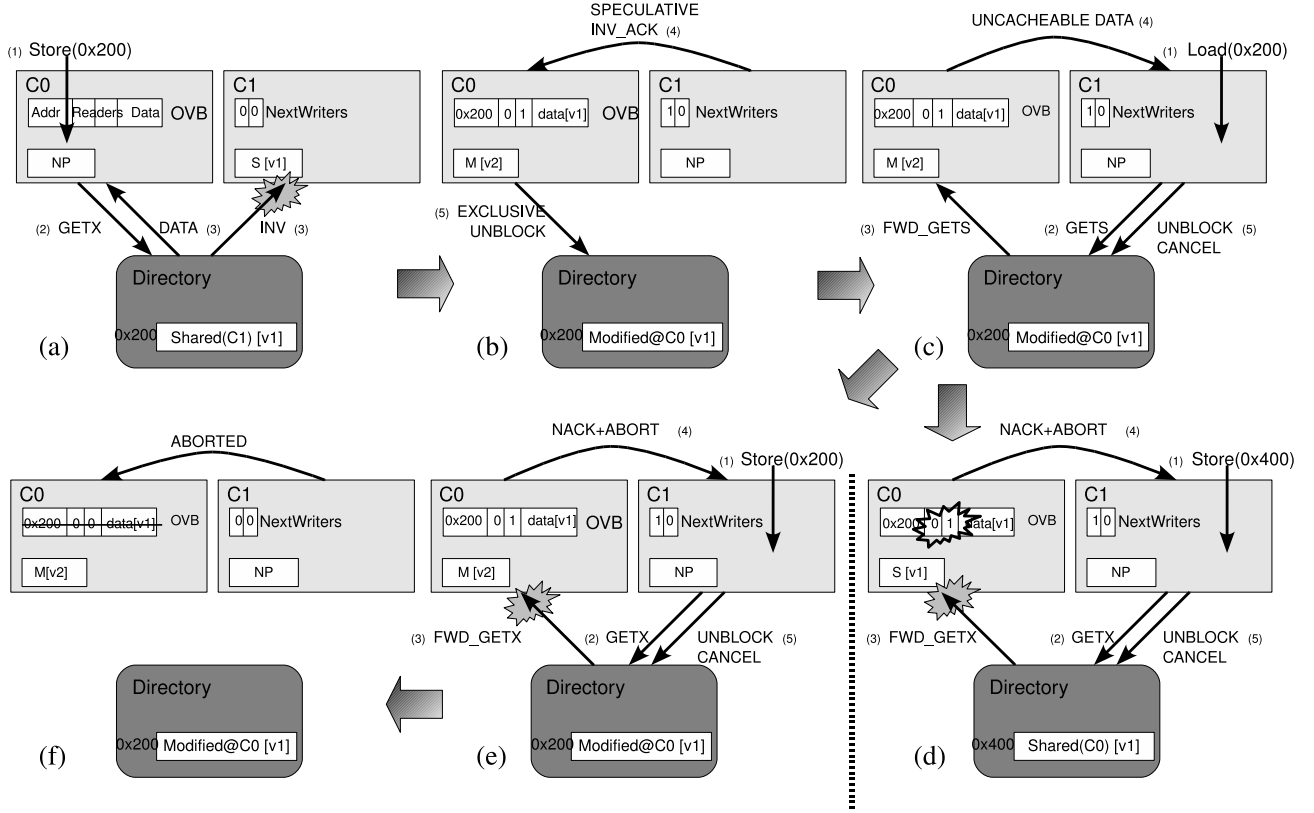 (1) Store(0x200)
C0
Addr Readers Data OVB
NP
C1
0 0 NextWriters
S [v1]
(2) GETX
DATA (3)
INV (3)
Directory
0x200 Shared(C1) [v1]
(a)
SPECULATIVE
INV_ACK (4)
C0
0x200 0 1 data[v1] OVB
M [v2]
C1
1 0 NextWriters
NP
(5) EXCLUSIVE
UNBLOCK
Directory
0x200 Modified@C0 [v1]
(b)
UNCACHEABLE DATA (4)
(1) Load(0x200)
C0
0x200 0 1 data[v1] OVB
M [v2]
C1
1 0 NextWriters
NP
(3) FWD_GETS
(2) GETS
UNBLOCK (5)
CANCEL
Directory
0x200 Modified@C0 [v1]
(c)
ABORTED
C0
0x200 0 0 data[v1] OVB
M[v2]
C1
0 0 NextWriters
NP
Directory
0x200 Modified@C0 [v1]
(f)
NACK+ABORT (4)
(1) Store(0x200)
C0
0x200 0 1 data[v1] OVB
M [v2]
C1
1 0 NextWriters
NP
(3) FWD_GETX
(2) GETX
UNBLOCK (5)
CANCEL
Directory
0x200 Modified@C0 [v1]
(e)
NACK+ABORT (4)
(1) Store(0x400)
C0
0x200 0 1 data[v1] OVB
S [v1]
C1
1 0 NextWriters
NP
(3) FWD_GETX
(2) GETX
UNBLOCK (5)
CANCEL
Directory
0x400 Shared(C0) [v1]
(d)